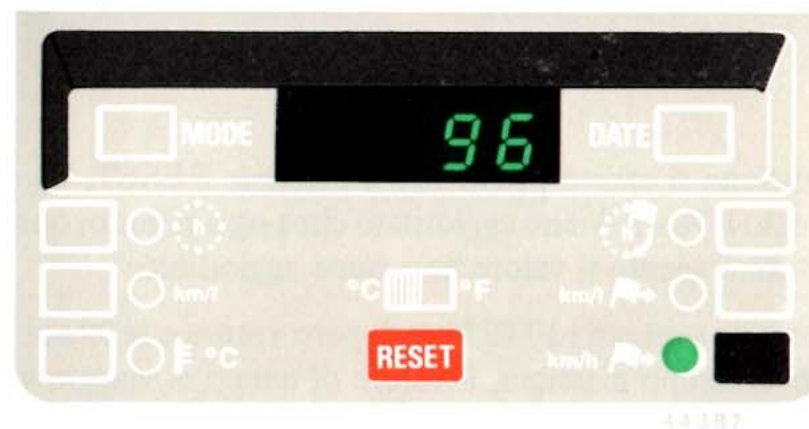 MODE 96 DATE
h h
km/l °C °F km/l
°C RESET km/h
44387